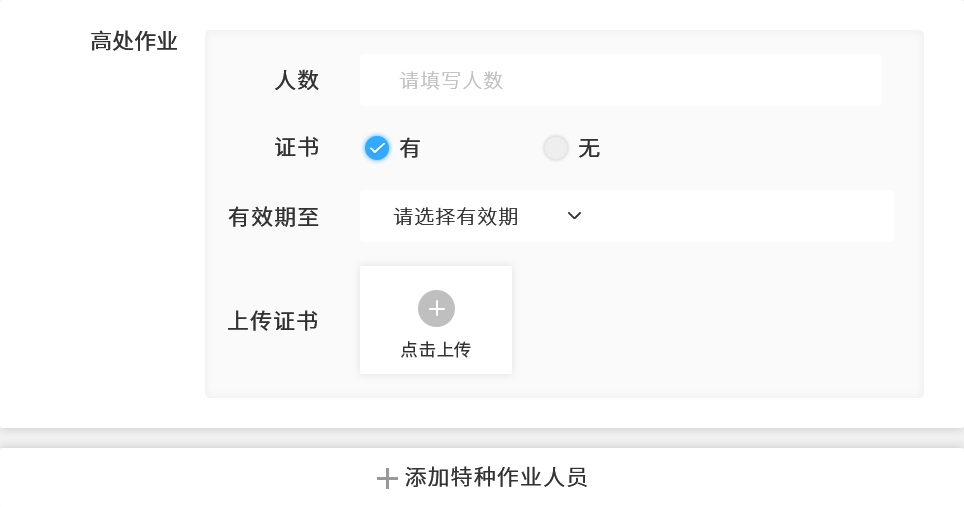 高处作业
人数 请填写人数
证书 有 无
有效期至 请选择有效期
上传证书
点击上传
添加特种作业人员